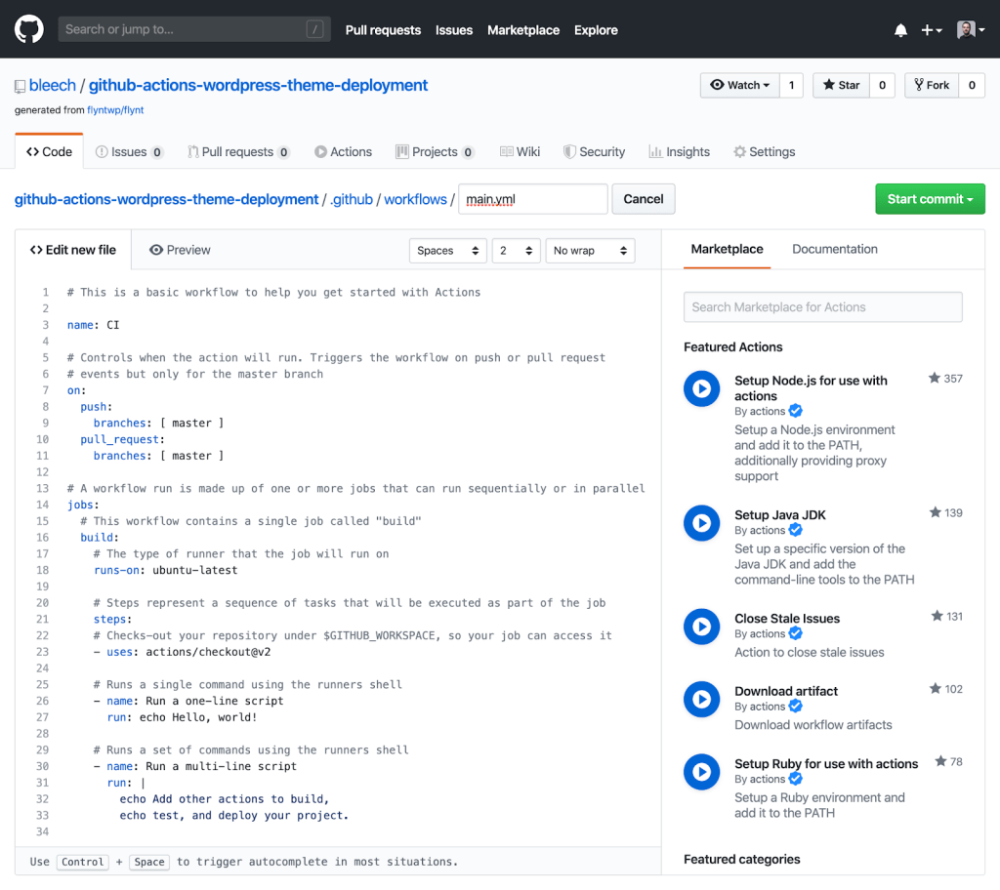 Search or jump to... /
Pull requests Issues Marketplace Explore
bleech / github-actions-wordpress-theme-deployment
Watch 1 Star 0 Fork 0
generated from flyntwp/flynt
Code Issues 0 Pull requests 0 Actions Projects 0 Wiki Security Insights Settings
github-actions-wordpress-theme-deployment / .github / workflows / main.yml Cancel Start commit
Edit new file Preview Spaces 2 No wrap
1 # This is a basic workflow to help you get started with Actions
2
3 name: CI
4
5 # Controls when the action will run. Triggers the workflow on push or pull request
6 # events but only for the master branch
7 on:
8   push:
9     branches: [ master ]
10   pull_request:
11     branches: [ master ]
12
13 # A workflow run is made up of one or more jobs that can run sequentially or in parallel
14 jobs:
15   # This workflow contains a single job called "build"
16   build:
17     # The type of runner that the job will run on
18     runs-on: ubuntu-latest
19
20     # Steps represent a sequence of tasks that will be executed as part of the job
21     steps:
22     # Checks-out your repository under $GITHUB_WORKSPACE, so your job can access it
23     - uses: actions/checkout@v2
24
25     # Runs a single command using the runners shell
26     - name: Run a one-line script
27       run: echo Hello, world!
28
29     # Runs a set of commands using the runners shell
30     - name: Run a multi-line script
31       run: |
32         echo Add other actions to build,
33         echo test, and deploy your project.
34
Use Control + Space to trigger autocomplete in most situations.
Marketplace Documentation
Search Marketplace for Actions
Featured Actions
Setup Node.js for use with 357
actions
By actions
Setup a Node.js environment
and add it to the PATH,
additionally providing proxy
support
Setup Java JDK 139
By actions
Set up a specific version of the
Java JDK and add the
command-line tools to the PATH
Close Stale Issues 131
By actions
Action to close stale issues
Download artifact 102
By actions
Download workflow artifacts
Setup Ruby for use with actions 78
By actions
Setup a Ruby environment and
add it to the PATH
Featured categories